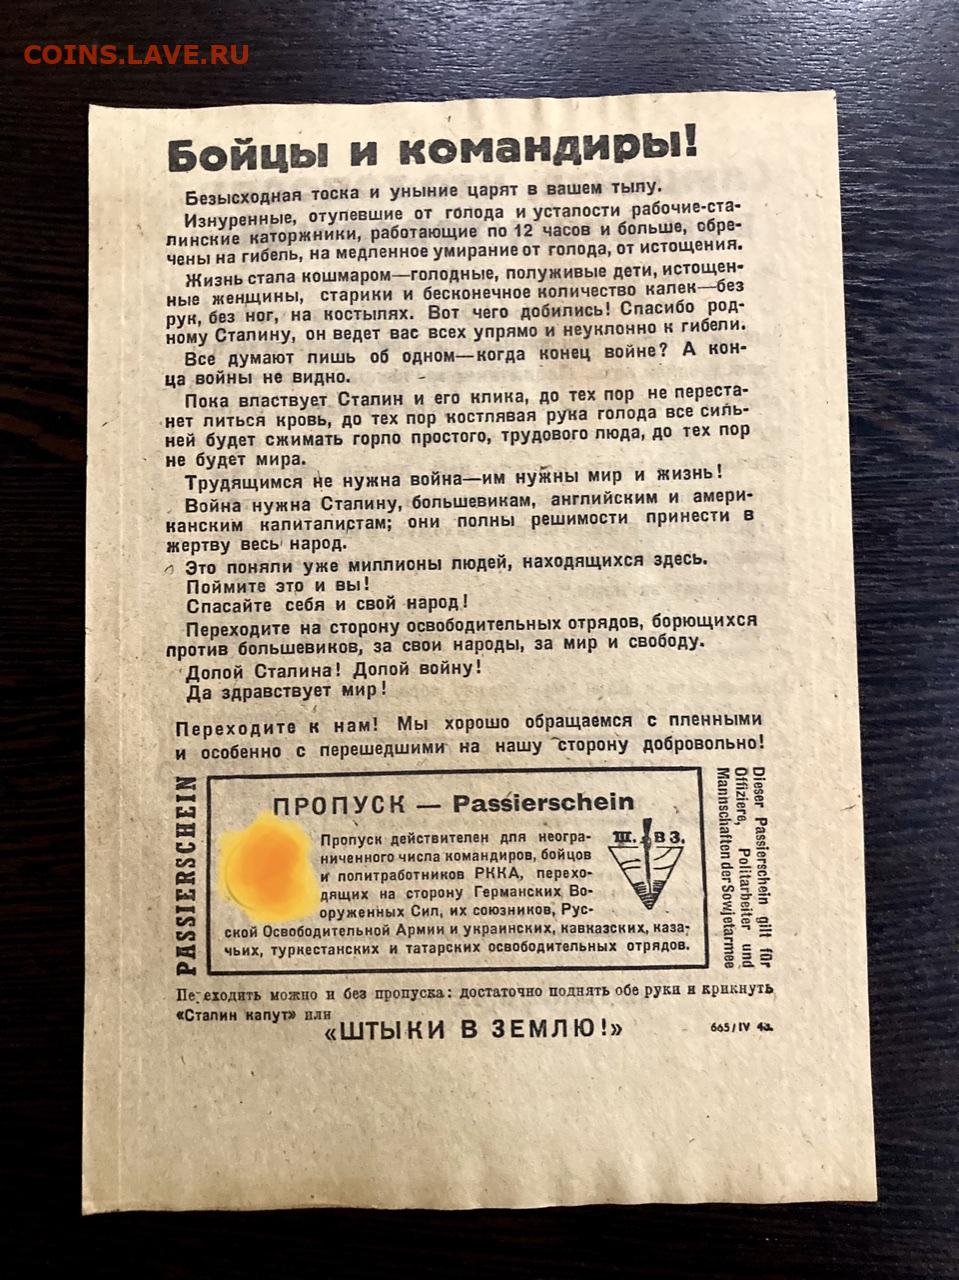 COINS.LAVE.RU
Бойцы и командиры!
Безысходная тоска и уныние царят в вашем тылу.
Изнуренные, отупевшие от голода и усталости рабочие-ста-
линские каторжники, работающие по 12 часов и больше, обре-
чены на гибель, на медленное умирание от голода, от истощения.
Жизнь стала кошмаром—голодные, полуживые дети, истощен-
ные женщины, старики и бесконечное количество калек—без
рук, без ног, на костылях. Вот чего добились! Спасибо род-
ному Сталину, он ведет вас всех упрямо и неуклонно к гибели.
Все думают лишь об одном—когда конец войне? А кон-
ца войны не видно.
Пока властвует Сталин и его клика, до тех пор не переста-
нет литься кровь, до тех пор костлявая рука голода все силь-
ней будет сжимать горло простого, трудового люда, до тех пор
не будет мира.
Трудящимся не нужна война—им нужны мир и жизнь!
Война нужна Сталину, большевикам, английским и амери-
канским капиталистам; они полны решимости принести в
жертву весь народ.
Это поняли уже миллионы людей, находящихся здесь.
Поймите это и вы!
Спасайте себя и свой народ!
Переходите на сторону освободительных отрядов, борющихся
против большевиков, за свои народы, за мир и свободу.
Долой Сталина! Долой войну!
Да здравствует мир!
Переходите к нам! Мы хорошо обращаемся с пленными
и особенно с перешедшими на нашу сторону добровольно!
PASSIERSCHEIN
ПРОПУСК — Passierschein
Пропуск действителен для неогра-
ниченного числа командиров, бойцов
и политработников РККА, перехо-
дящих на сторону Германских Во-
оруженных Сил, их союзников, Рус-
ской Освободительной Армии и украинских, кавказских, каза-
чьих, туркестанских и татарских освободительных отрядов.
Ш. В З.
Dieser Passierschein gilt für
Offiziere, Politarbeiter und
Mannschaften der Sowjetarmee
Переходить можно и без пропуска: достаточно поднять обе руки и крикнуть
«Сталин капут» или
«ШТЫКИ В ЗЕМЛЮ!»
665/IV